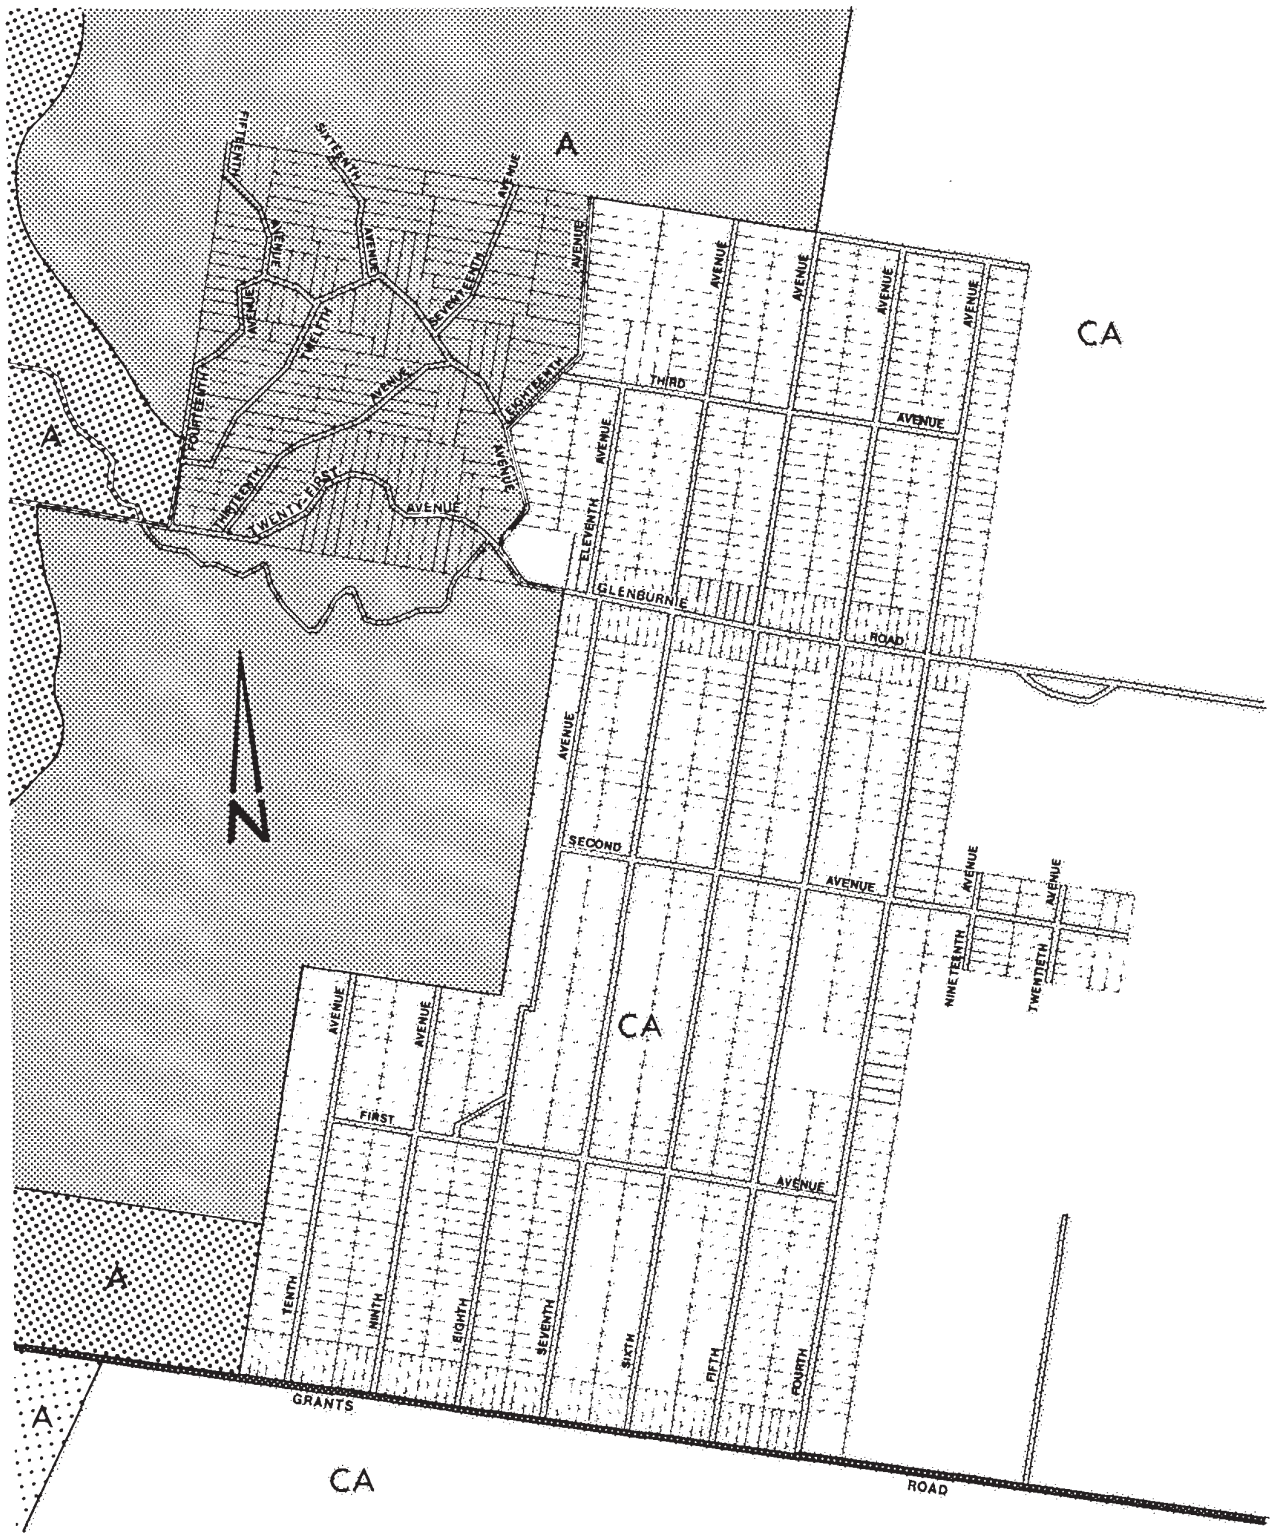 FIFTEENTH
AVENUE
SIXTEENTH
AVENUE
AVENUE
SEVENTEENTH
A
AVENUE
EIGHTEENTH
AVENUE
AVENUE
AVENUE
AVENUE
AVENUE
CA
AVENUE
TWELFTH
AVENUE
THIRD
AVENUE
FOURTEENTH
A
THIRTEENTH
TWENTY-FIRST
AVENUE
AVENUE
AVENUE
ELEVENTH
GLENBURNIE
ROAD
N
AVENUE
SECOND
AVENUE
AVENUE
AVENUE
NINETEENTH
TWENTIETH
AVENUE
AVENUE
CA
FIRST
AVENUE
A
TENTH
NINTH
EIGHTH
SEVENTH
SIXTH
FIFTH
FOURTH
A
GRANTS
CA
ROAD